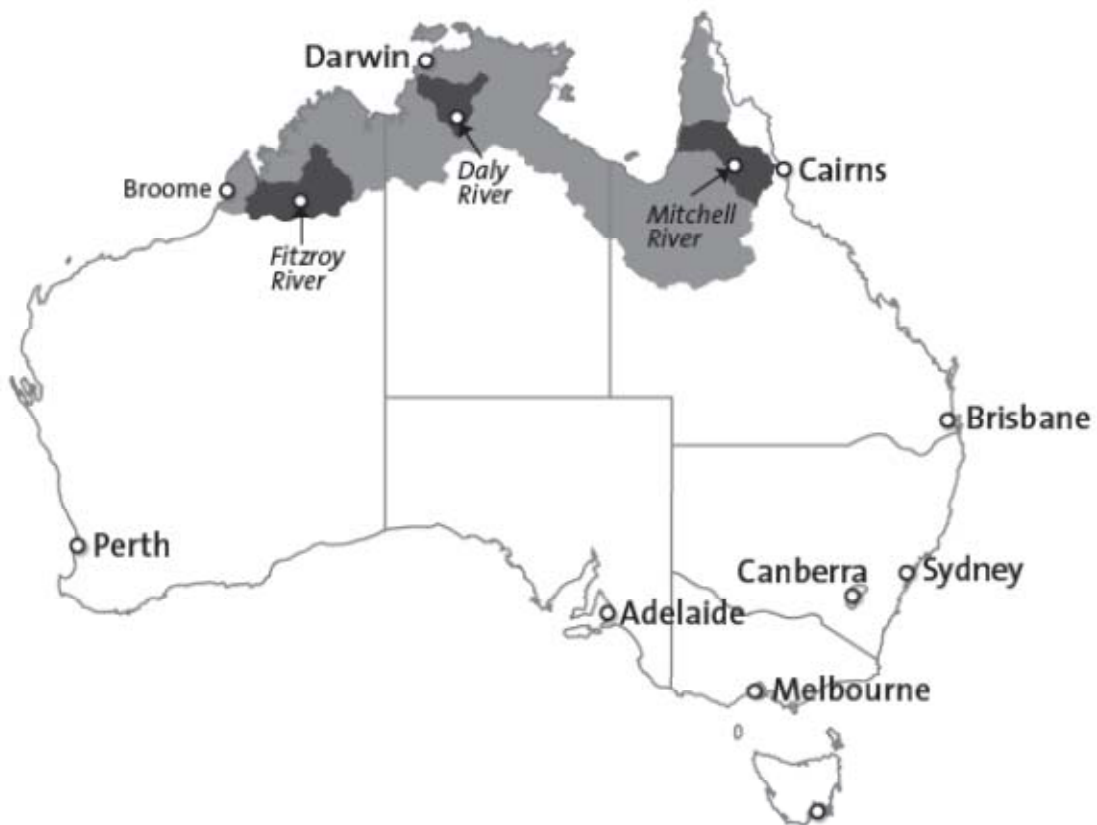 Darwin
Daly
River
Broome
Cairns
Mitchell
River
Fitzroy
River
Brisbane
Perth
Canberra
Sydney
Adelaide
Melbourne